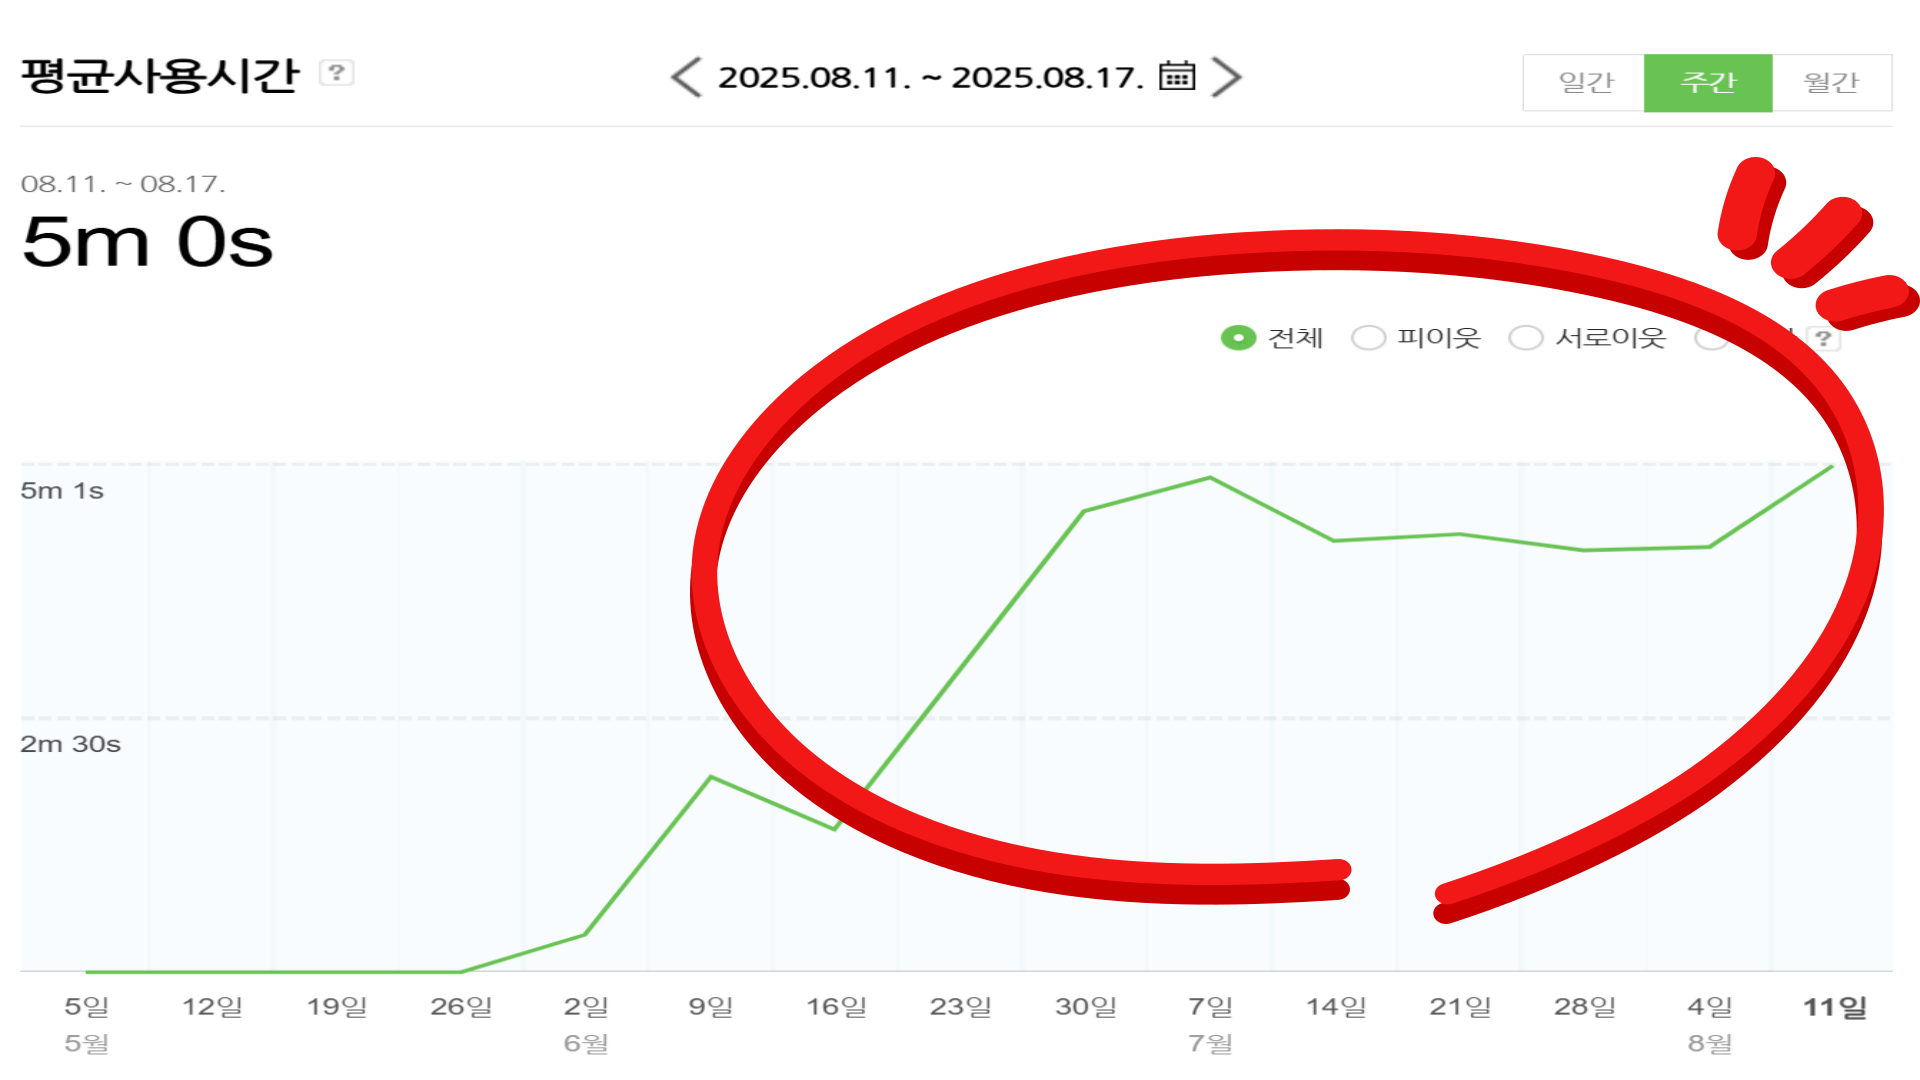 평균사용시간 ?
2025.08.11. ~ 2025.08.17.
일간 주간 월간
08.11. ~ 08.17.
5m 0s
전체 피이웃 서로이웃 ?
5m 1s
2m 30s
5일 12일 19일 26일 2일 9일 16일 23일 30일 7일 14일 21일 28일 4일 11일
5월 6월 7월 8월